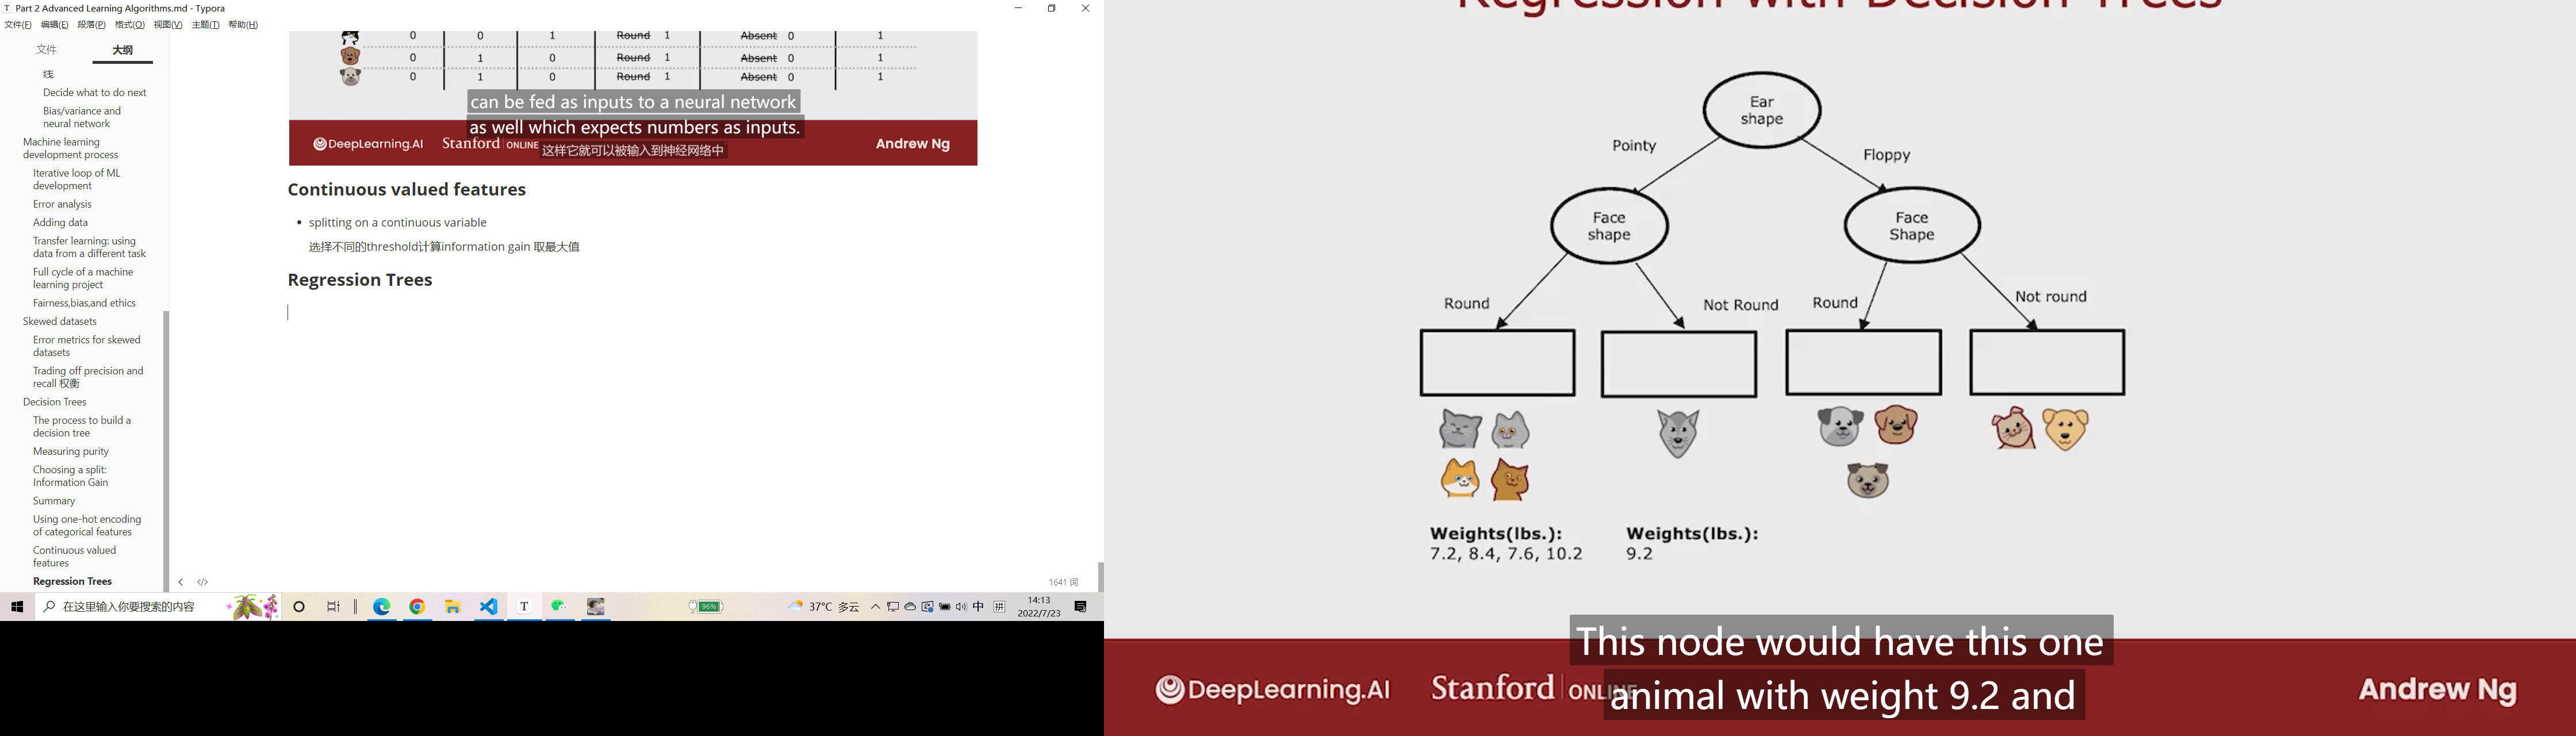 Part 2 Advanced Learning Algorithms.md - Typora
文件(F) 编辑(E) 段落(P) 格式(O) 视图(V) 主题(T) 帮助(H)
文件 大纲
线
Decide what to do next
Bias/variance and
neural network
Machine learning
development process
Iterative loop of ML
development
Error analysis
Adding data
Transfer learning: using
data from a different task
Full cycle of a machine
learning project
Fairness,bias,and ethics
Skewed datasets
Error metrics for skewed
datasets
Trading off precision and
recall 权衡
Decision Trees
The process to build a
decision tree
Measuring purity
Choosing a split:
Information Gain
Summary
Using one-hot encoding
of categorical features
Continuous valued
features
Regression Trees
0 0 1 Round 1 Absent 0 1
0 1 0 Round 1 Absent 0 1
0 1 0 Round 1 Absent 0 1
can be fed as inputs to a neural network
as well which expects numbers as inputs.
这样它就可以被输入到神经网络中
DeepLearning.AI Stanford ONLINE Andrew Ng
Continuous valued features
splitting on a continuous variable
选择不同的threshold计算information gain 取最大值
Regression Trees
1641 词
在这里输入你要搜索的内容
96%
37°C 多云
中
拼
14:13
2022/7/23
Regression with Decision Trees
Ear
shape
Pointy
Floppy
Face
shape
Face
Shape
Round
Not Round
Round
Not round
Weights(lbs.):
7.2, 8.4, 7.6, 10.2
Weights(lbs.):
9.2
This node would have this one
animal with weight 9.2 and
DeepLearning.AI Stanford ONLINE Andrew Ng